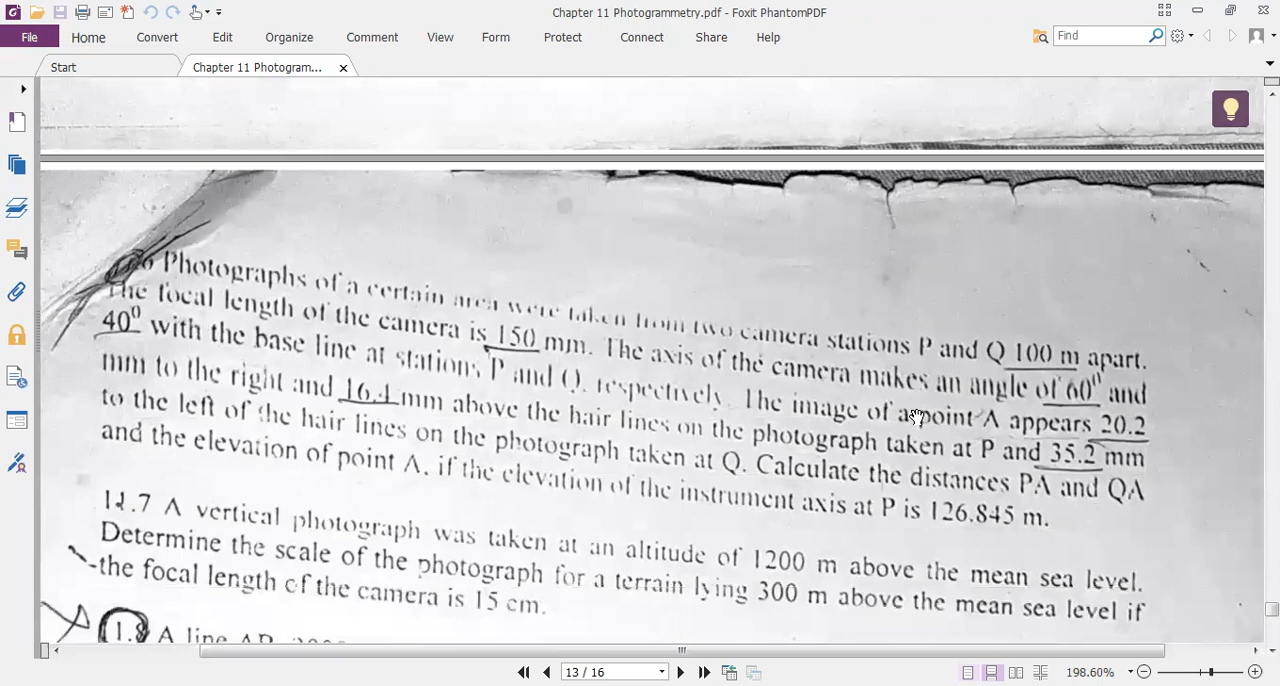 Chapter 11 Photogrammetry.pdf - Foxit PhantomPDF
File Home Convert Edit Organize Comment View Form Protect Connect Share Help Find
Start Chapter 11 Photogram...
Photographs of a certain area were taken from two camera stations P and Q 100 m apart.
The focal length of the camera is 150 mm. The axis of the camera makes an angle of 60⁰ and
40⁰ with the base line at stations P and Q, respectively. The image of a point A appears 20.2
mm to the right and 16.4 mm above the hair lines on the photograph taken at P and 35.2 mm
to the left of the hair lines on the photograph taken at Q. Calculate the distances PA and QA
and the elevation of point A, if the elevation of the instrument axis at P is 126.845 m.
11.7 A vertical photograph was taken at an altitude of 1200 m above the mean sea level.
Determine the scale of the photograph for a terrain lying 300 m above the mean sea level if
the focal length of the camera is 15 cm.
A line AB
13 / 16 198.60%